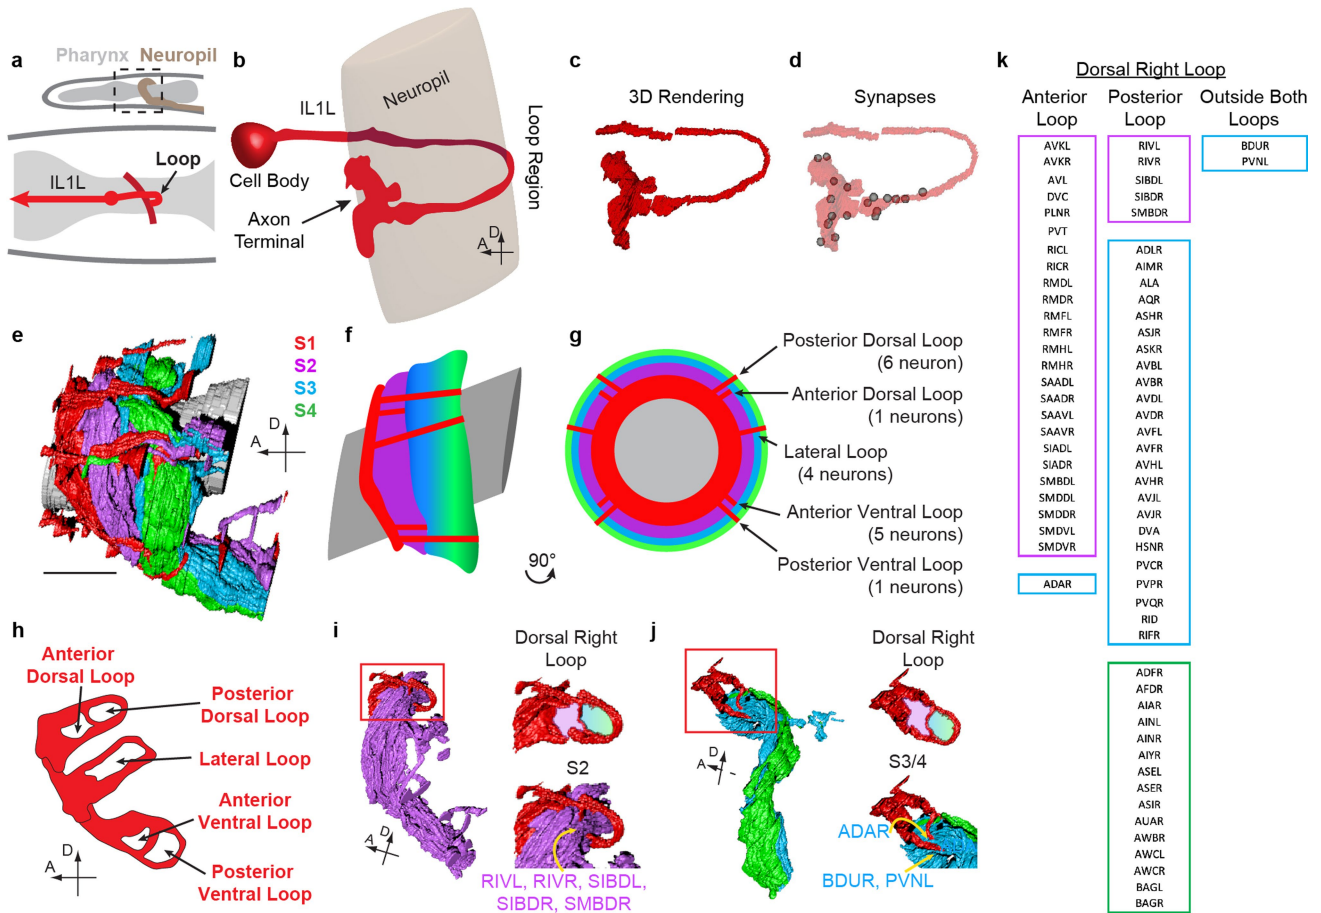 a
Pharynx Neuropil
Loop
IL1L
b
Neuropil
IL1L
Loop Region
Cell Body
Axon
Terminal
D
A
c
3D Rendering
d
Synapses
e
S1
S2
S3
S4
D
A
f
90°
g
Posterior Dorsal Loop
(6 neuron)
Anterior Dorsal Loop
(1 neurons)
Lateral Loop
(4 neurons)
Anterior Ventral Loop
(5 neurons)
Posterior Ventral Loop
(1 neurons)
h
Anterior
Dorsal Loop
Posterior
Dorsal Loop
Lateral Loop
Anterior
Ventral Loop
Posterior
Ventral Loop
D
A
i
Dorsal Right
Loop
S2
D
A
RIVL, RIVR, SIBDL,
SIBDR, SMBDR
j
Dorsal Right
Loop
S3/4
D
A
ADAR
BDUR, PVNL
k
Dorsal Right Loop
Anterior
Loop
AVKL
AVKR
AVL
DVC
PLNR
PVT
RICL
RICR
RMDL
RMDR
RMFL
RMFR
RMHL
RMHR
SAADL
SAADR
SAAVL
SAAVR
SIADL
SIADR
SMBDL
SMDDL
SMDDR
SMDVL
SMDVR
ADAR
Posterior
Loop
RIVL
RIVR
SIBDL
SIBDR
SMBDR
ADLR
AIMR
ALA
AQR
ASHR
ASJR
ASKR
AVBL
AVBR
AVDL
AVDR
AVFL
AVFR
AVHL
AVHR
AVJL
AVJR
DVA
HSNR
PVCR
PVPR
PVQR
RID
RIFR
ADFR
AFDR
AIAR
AINL
AINR
AIYR
ASEL
ASER
ASIR
AUAR
AWBR
AWCL
AWCR
BAGL
BAGR
Outside Both
Loops
BDUR
PVNL